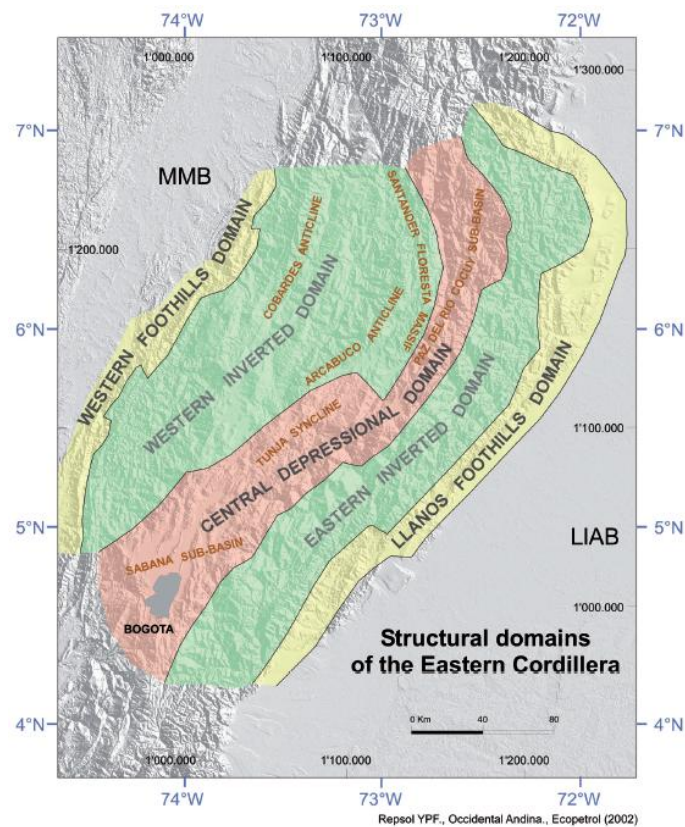 74°W 73°W 72°W
1'000.000 1'100.000 1'200.000
1'300.000
7°N 7°N
MMB
SANTANDER FLORESTA MASSIF
PAZ DEL RIO COCUY SUB-BASIN
COBARDES ANTICLINE
1'200.000
WESTERN FOOTHILLS DOMAIN
WESTERN INVERTED DOMAIN
ARCABUCO ANTICLINE
6°N 6°N
TUNJA SYNCLINE
CENTRAL DEPRESSIONAL DOMAIN
EASTERN INVERTED DOMAIN
LLANOS FOOTHILLS DOMAIN
1'100.000
5°N 5°N
LIAB
SABANA SUB-BASIN
1'000.000
BOGOTA
Structural domains
of the Eastern Cordillera
4°N 4°N
0 Km 40 80
1'000.000 1'100.000 1'200.000
74°W 73°W 72°W
Repsol YPF., Occidental Andina., Ecopetrol (2002)